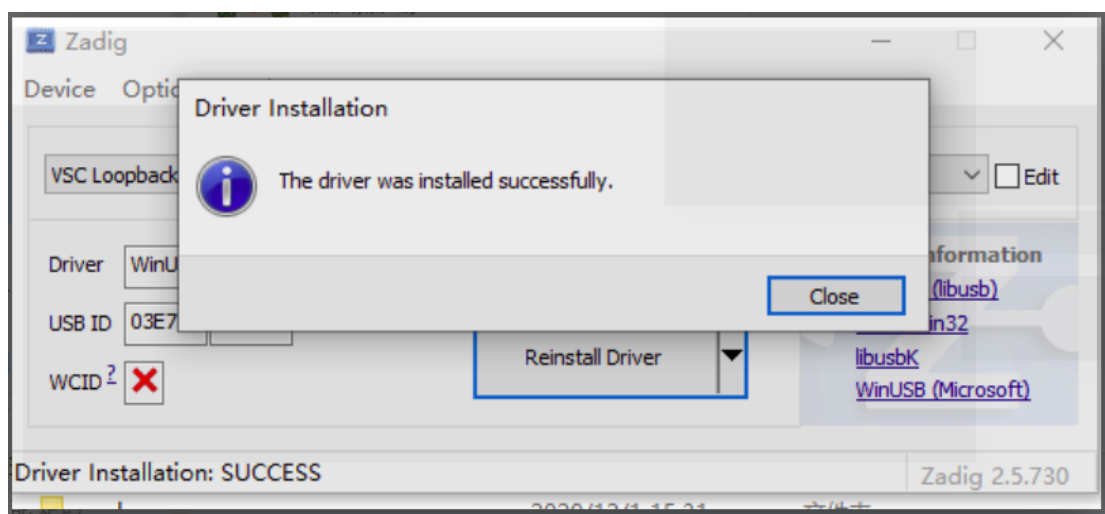 Zadig
Device Optic
Driver Installation
VSC Loopback
The driver was installed successfully.
Edit
Driver WinU
formation
Close
(libusb)
USB ID 03E7
in32
Reinstall Driver
libusbK
WCID ?
WinUSB (Microsoft)
Driver Installation: SUCCESS
Zadig 2.5.730